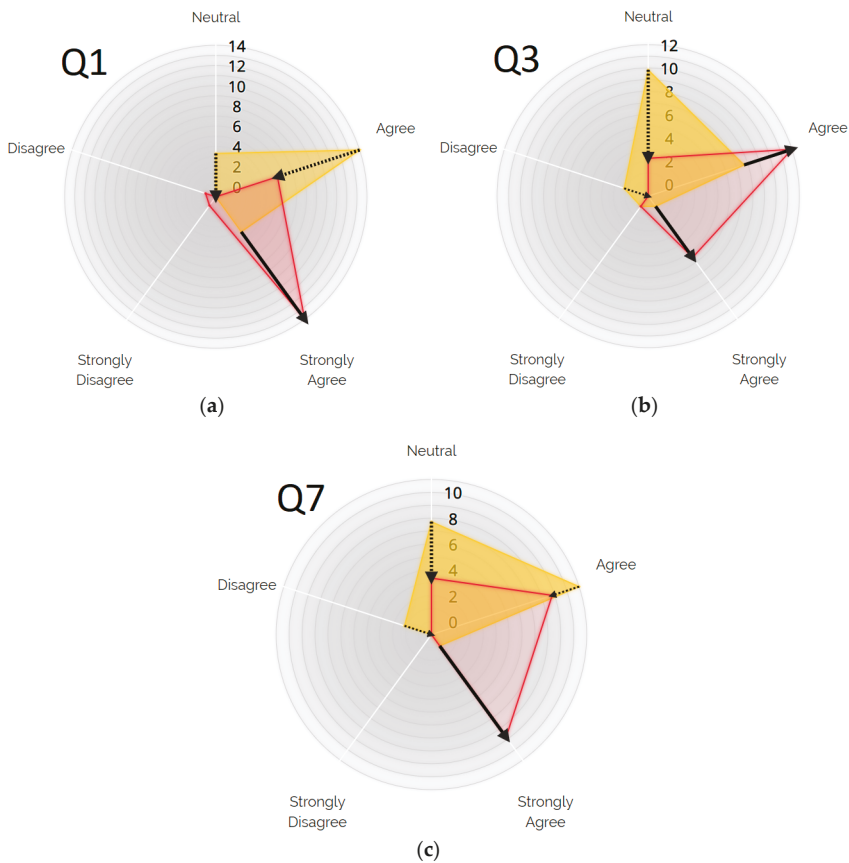 Neutral
Q1
14
12
10
8
6
4
2
0
Agree
Disagree
Strongly
Disagree
Strongly
Agree
(a)
Neutral
Q3
12
10
8
6
4
2
0
Agree
Disagree
Strongly
Disagree
Strongly
Agree
(b)
Neutral
Q7
10
8
6
4
2
0
Agree
Disagree
Strongly
Disagree
Strongly
Agree
(c)